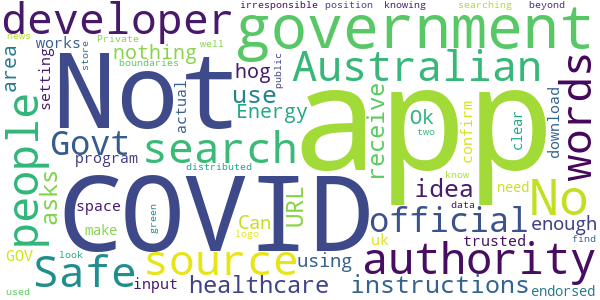 irresponsible position knowing searching beyond
developer government
news Private
area works nothing
setting store boundaries
Not app
hog Australian words
actual well
use Energy
public
people
Govt search
receive Ok two confirm clear download
program
distributed
asks
COVID
space Can URL
idea No
need know
green
make logo
official enough
uk data
GOV Safe source using trusted authority
look find
used input healthcare instructions endorsed